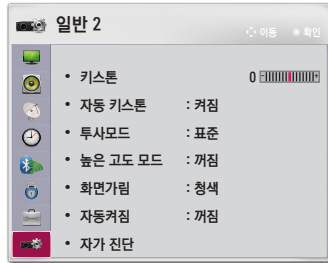 일반 2
이동 확인
• 키스톤 0
• 자동 키스톤 : 켜짐
• 투사모드 : 표준
• 높은 고도 모드 : 꺼짐
• 화면가림 : 청색
• 자동켜짐 : 꺼짐
• 자가 진단